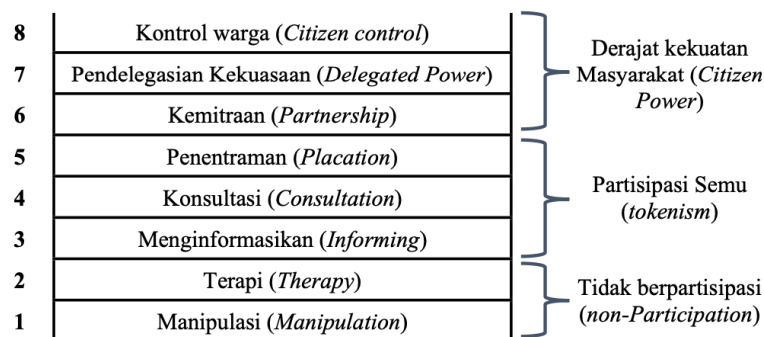 8 Kontrol warga (Citizen control)
7 Pendelegasian Kekuasaan (Delegated Power)
6 Kemitraan (Partnership)
Derajat kekuatan
Masyarakat (Citizen
Power)
5 Penentraman (Placation)
4 Konsultasi (Consultation)
3 Menginformasikan (Informing)
Partisipasi Semu
(tokenism)
2 Terapi (Therapy)
1 Manipulasi (Manipulation)
Tidak berpartisipasi
(non-Participation)